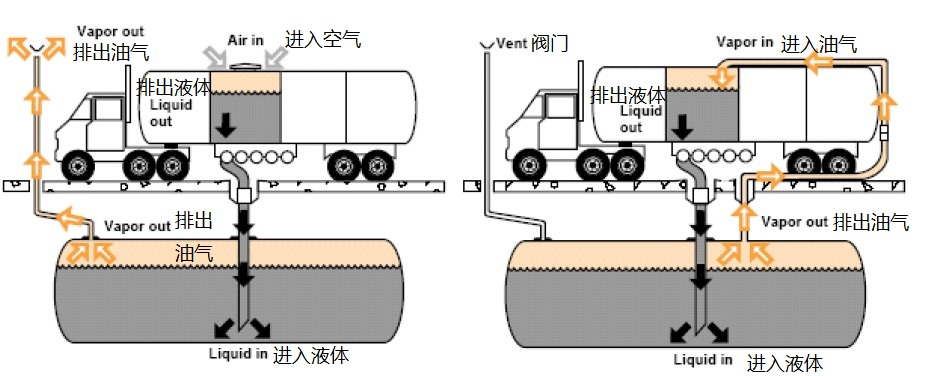 Vapor out
排出油气
Air in 进入空气
排出液体
Liquid
out
Vapor out 排出
油气
Liquid in 进入液体
Vent 阀门
Vapor in 进入油气
排出液体
Liquid
out
Vapor out 排出油气
Liquid in 进入液体